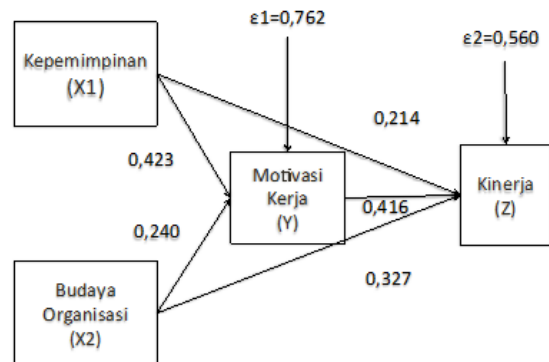 ε1=0,762
ε2=0,560
Kepemimpinan
(X1)
0,214
0,423
Motivasi
Kerja
(Y)
0,416
Kinerja
(Z)
0,240
0,327
Budaya
Organisasi
(X2)